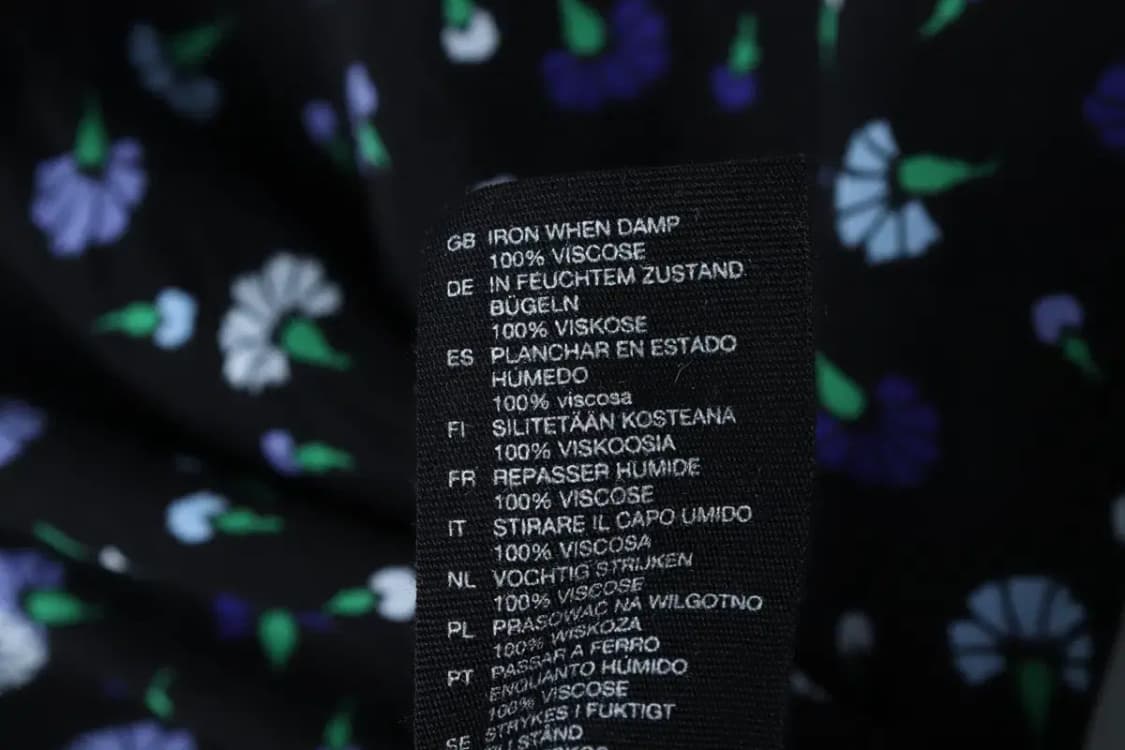 GB IRON WHEN DAMP
100% VISCOSE
DE IN FEUCHTEM ZUSTAND
BÜGELN
100% VISKOSE
ES PLANCHAR EN ESTADO
HÚMEDO
100% viscosa
FI SILITETÄÄN KOSTEANA
100% VISKOOSIA
FR REPASSER HUMIDE
100% VISCOSE
IT STIRARE IL CAPO UMIDO
100% VISCOSA
NL VOCHTIG STRIJKEN
100% VISCOSE
PL PRASOWAĆ NA WILGOTNO
100% WISKOZA
PT PASSAR A FERRO
ENQUANTO HÚMIDO
100% VISCOSE
SE STRYKES I FUKTIGT